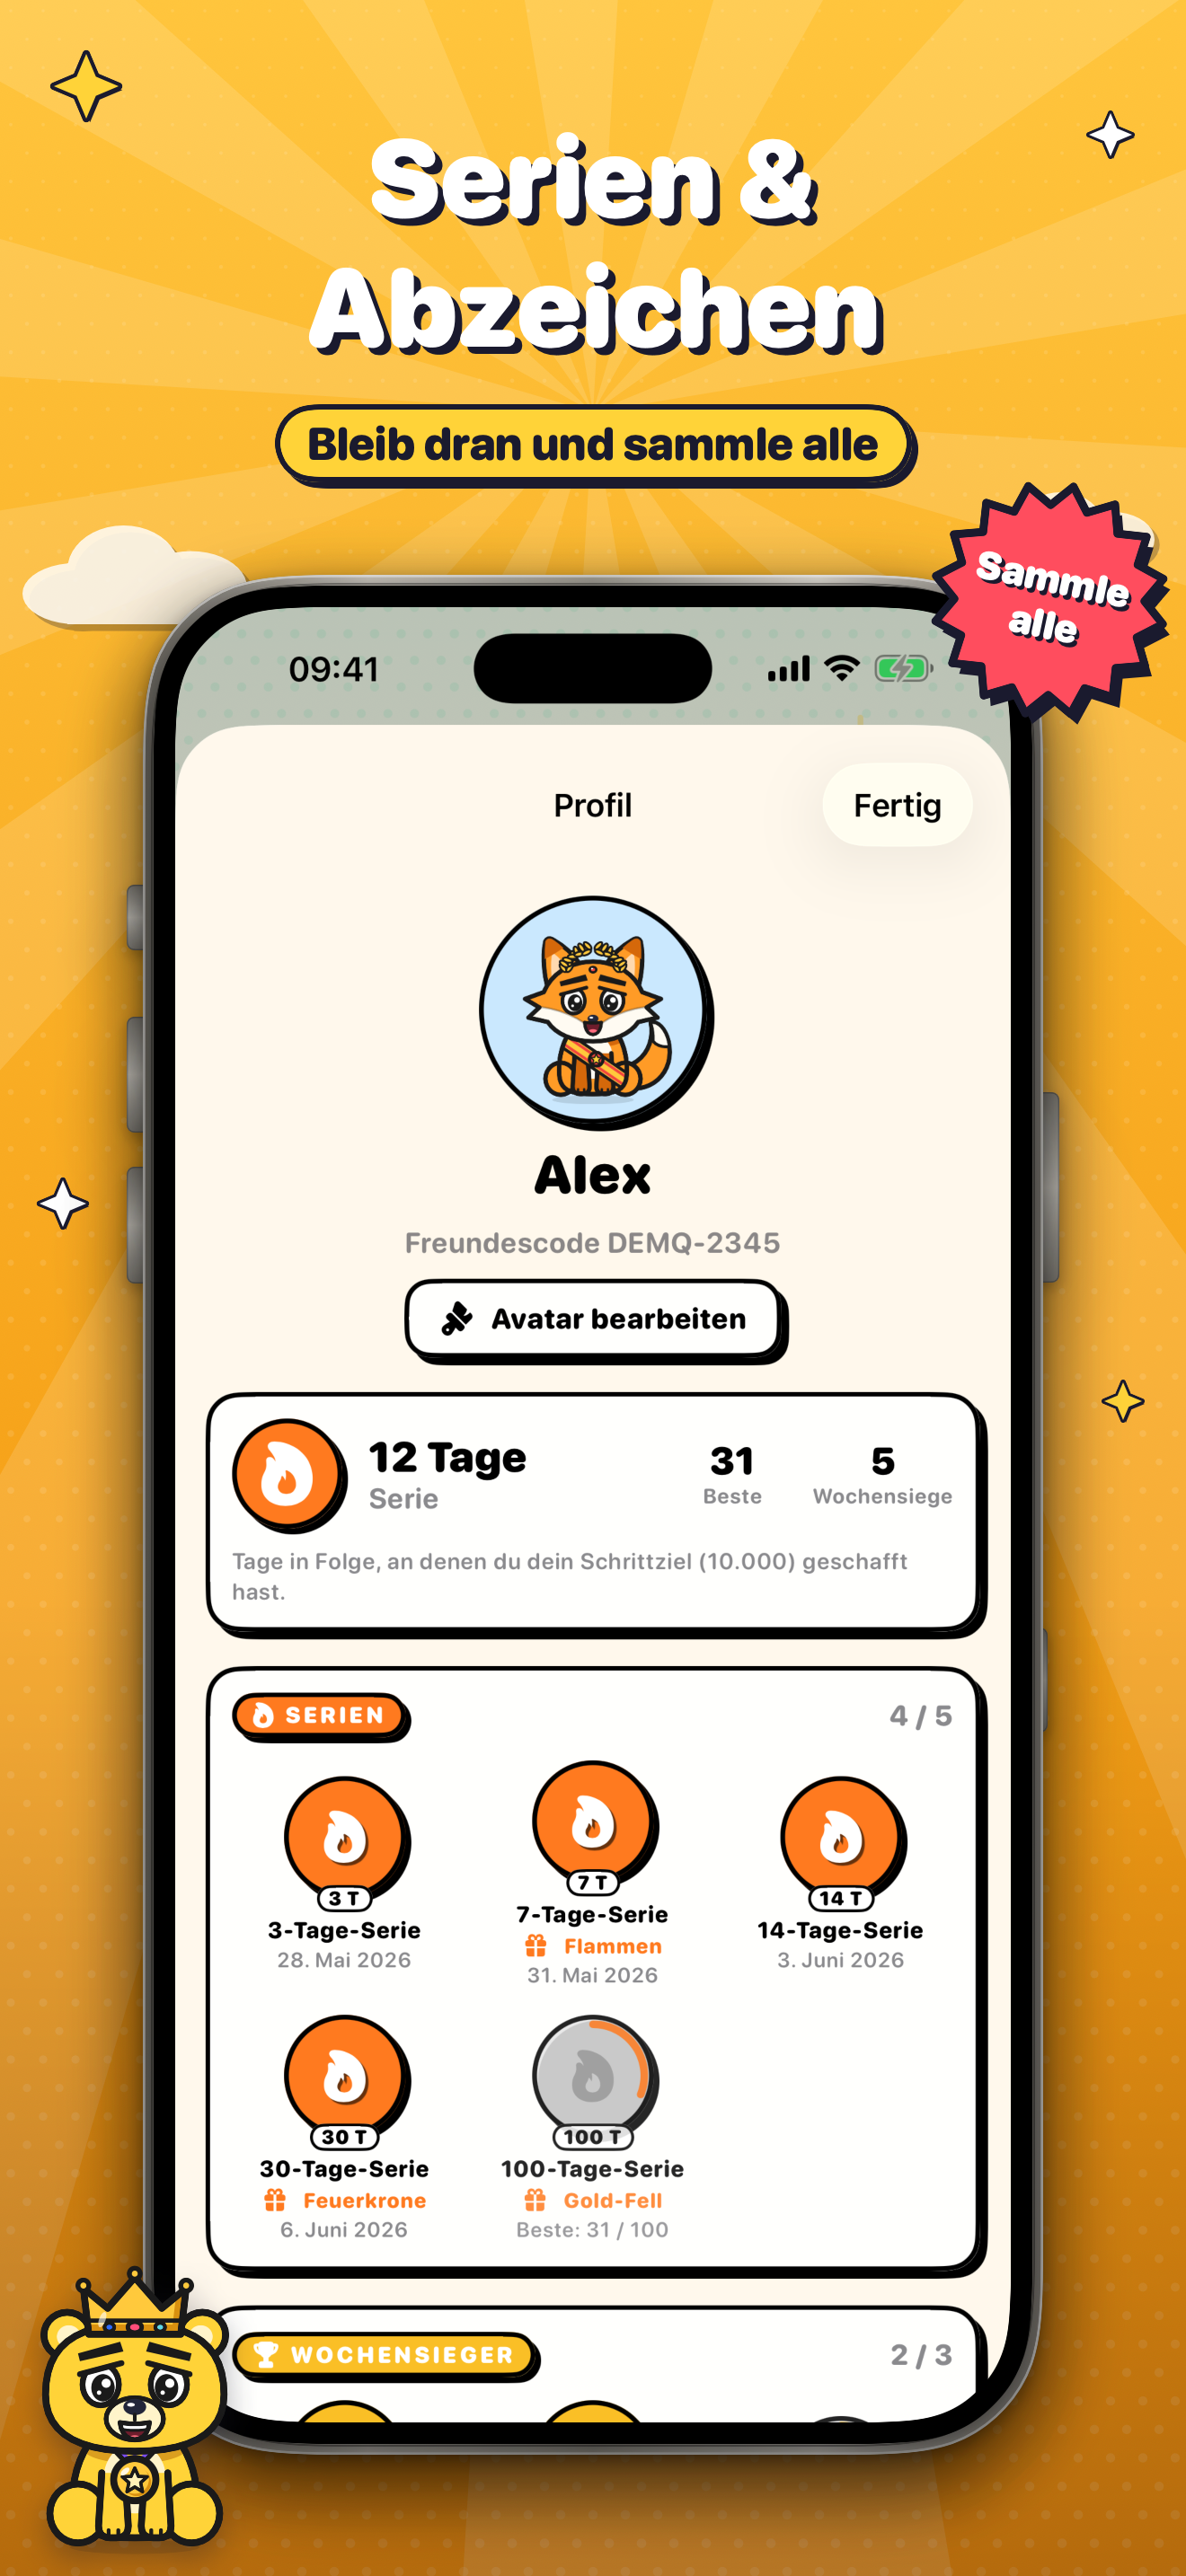 Serien &
Abzeichen
Bleib dran und sammle alle
Sammle
alle
09:41
Profil
Fertig
Alex
Freundescode DEMQ-2345
Avatar bearbeiten
12 Tage
Serie
31
Beste
5
Wochensiege
Tage in Folge, an denen du dein Schrittziel (10.000) geschafft
hast.
SERIEN
4 / 5
3 T
3-Tage-Serie
28. Mai 2026
7 T
7-Tage-Serie
Flammen
31. Mai 2026
14 T
14-Tage-Serie
3. Juni 2026
30 T
30-Tage-Serie
Feuerkrone
6. Juni 2026
100 T
100-Tage-Serie
Gold-Fell
Beste: 31 / 100
WOCHENSIEGER
2 / 3